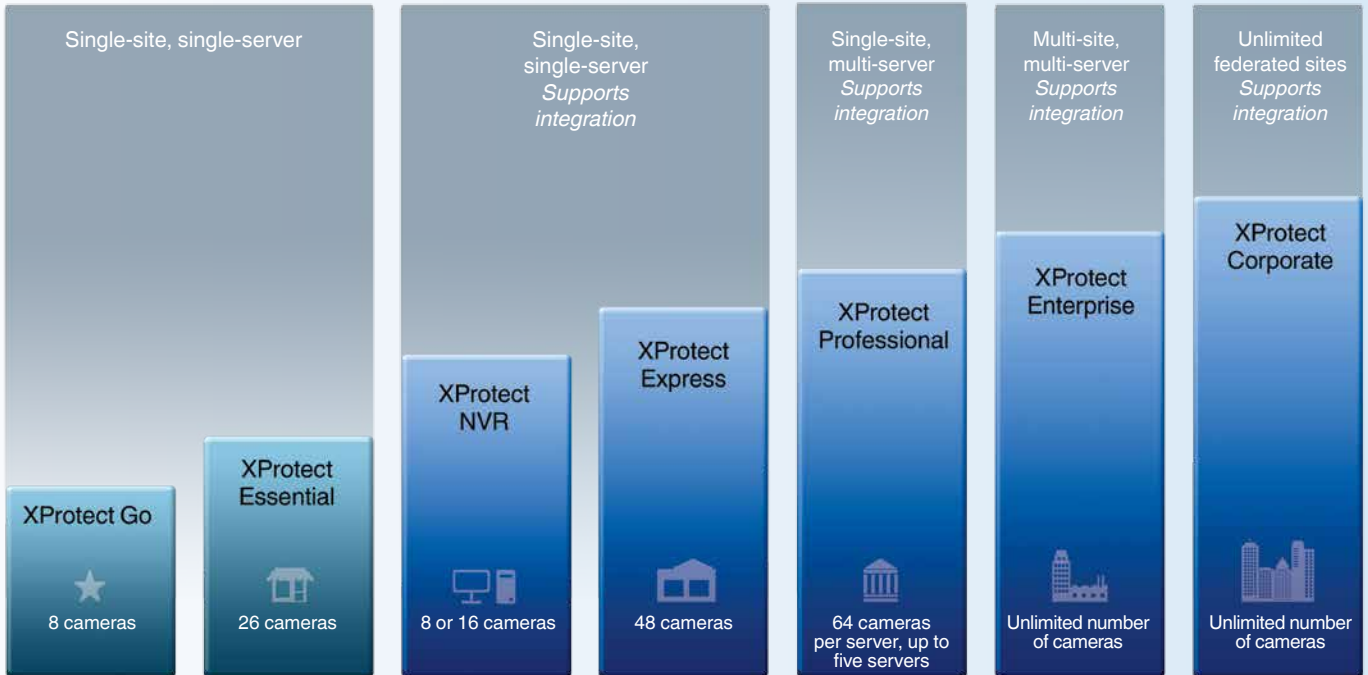 Single-site, single-server
Single-site,
single-server
Supports
integration
Single-site,
multi-server
Supports
integration
Multi-site,
multi-server
Supports
integration
Unlimited
federated sites
Supports
integration
XProtect Go
8 cameras
XProtect
Essential
26 cameras
XProtect
NVR
8 or 16 cameras
XProtect
Express
48 cameras
XProtect
Professional
64 cameras
per server, up to
five servers
XProtect
Enterprise
Unlimited number
of cameras
XProtect
Corporate
Unlimited number
of cameras